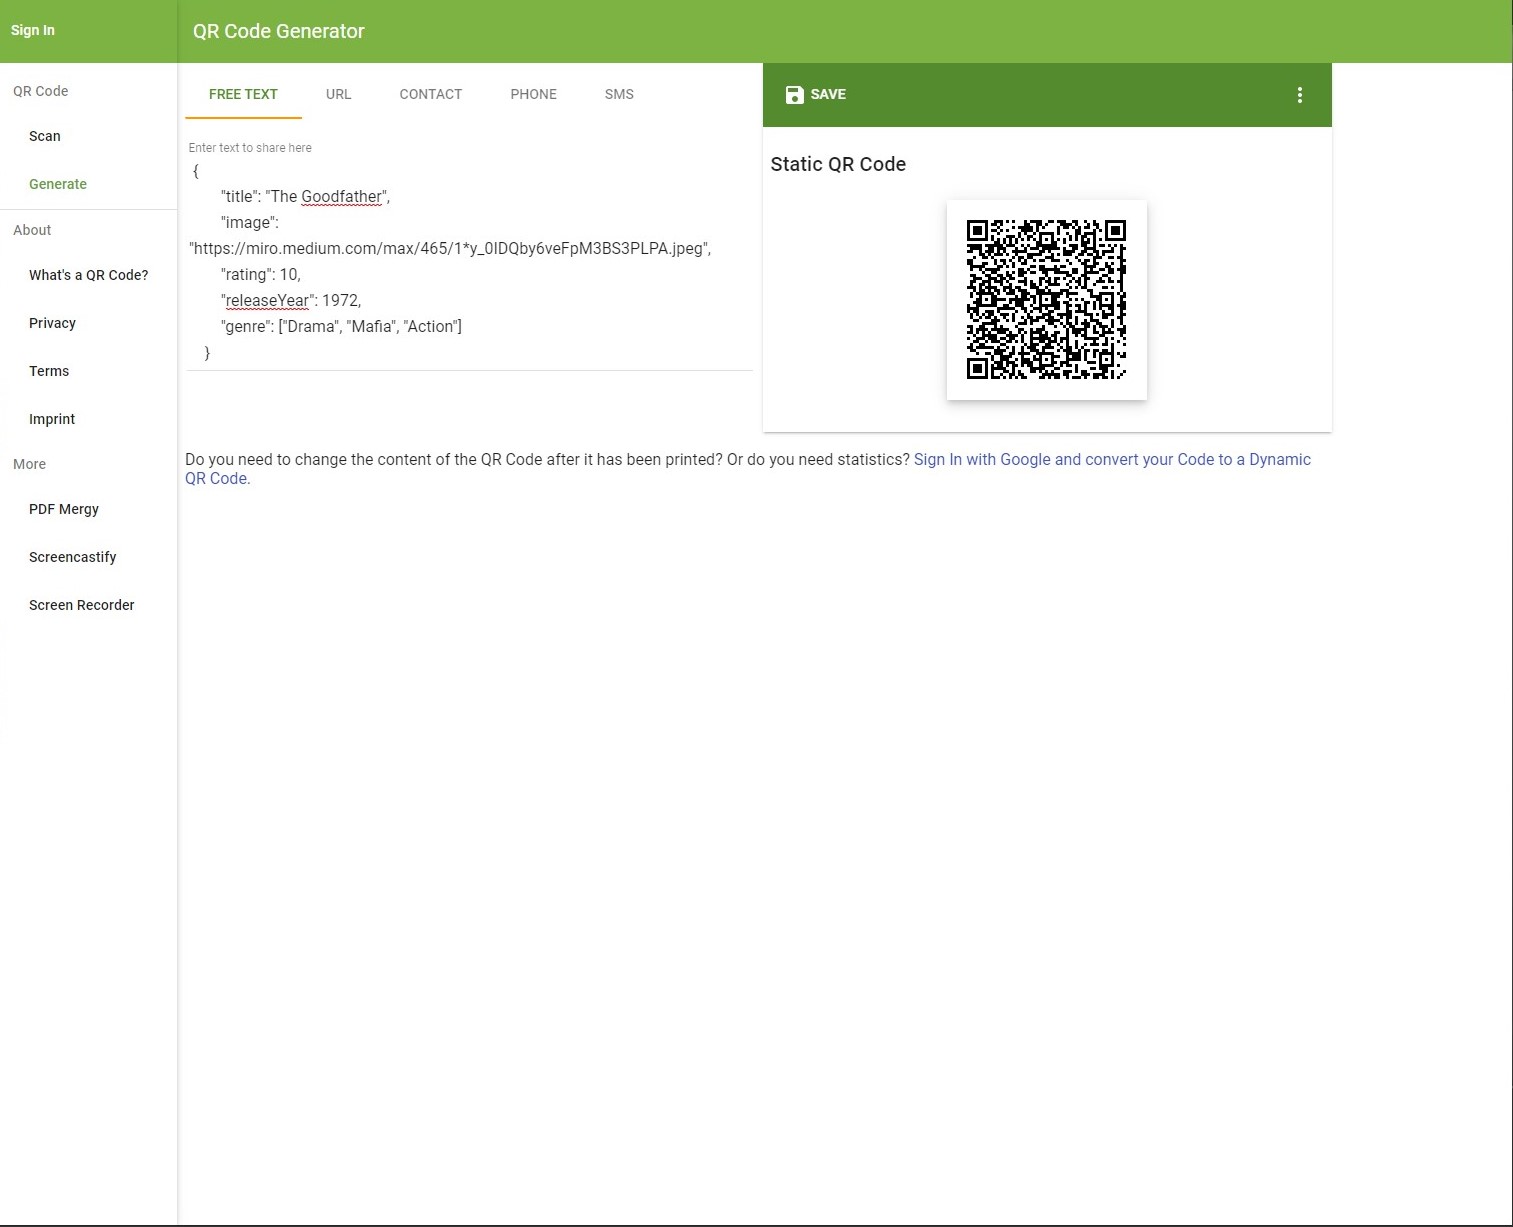 Sign In
QR Code Generator
QR Code
Scan
Generate
About
What's a QR Code?
Privacy
Terms
Imprint
More
PDF Mergy
Screencastify
Screen Recorder
FREE TEXT
URL
CONTACT
PHONE
SMS
Enter text to share here
{
"title": "The Goodfather",
"image":
"https://miro.medium.com/max/465/1*y_0IDQby6veFpM3BS3PLPA.jpeg",
"rating": 10,
"releaseYear": 1972,
"genre": ["Drama", "Mafia", "Action"]
}
SAVE
Static QR Code
Do you need to change the content of the QR Code after it has been printed? Or do you need statistics? Sign In with Google and convert your Code to a Dynamic
QR Code.